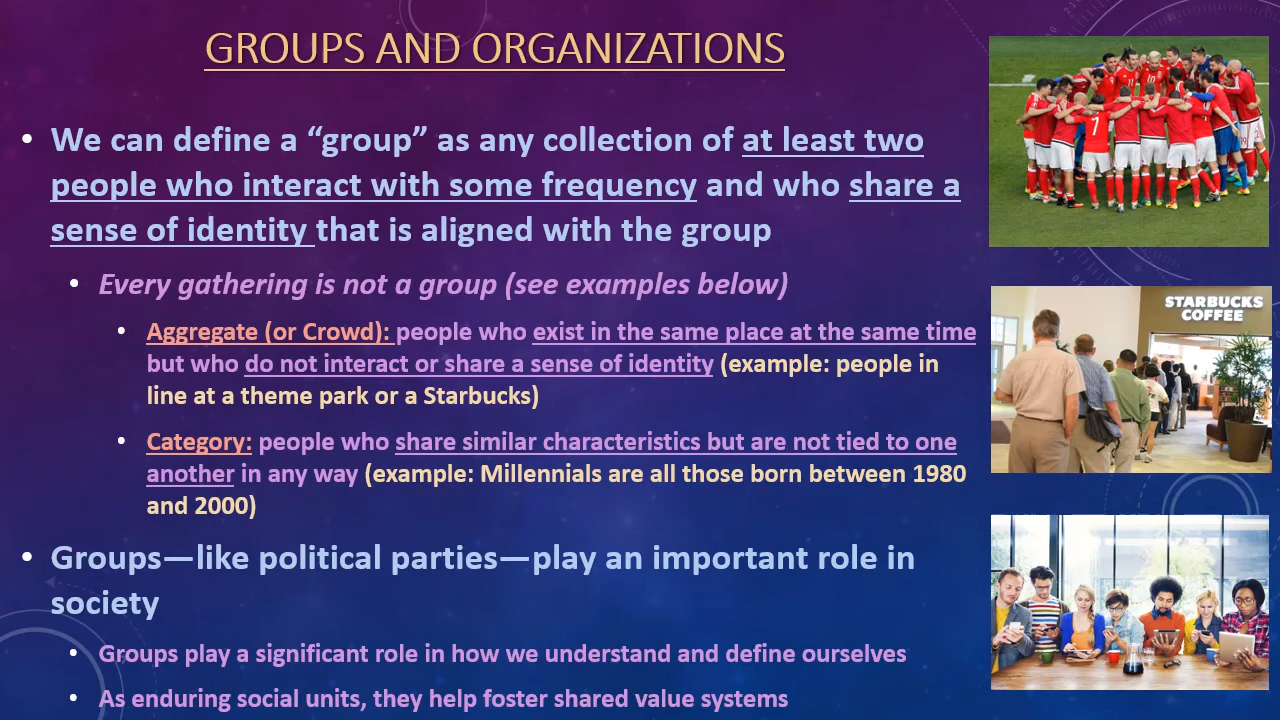 GROUPS AND ORGANIZATIONS
• We can define a “group” as any collection of at least two
people who interact with some frequency and who share a
sense of identity that is aligned with the group
• Every gathering is not a group (see examples below)
• Aggregate (or Crowd): people who exist in the same place at the same time
but who do not interact or share a sense of identity (example: people in
line at a theme park or a Starbucks)
• Category: people who share similar characteristics but are not tied to one
another in any way (example: Millennials are all those born between 1980
and 2000)
• Groups—like political parties—play an important role in
society
• Groups play a significant role in how we understand and define ourselves
• As enduring social units, they help foster shared value systems
7
STARBUCKS
COFFEE